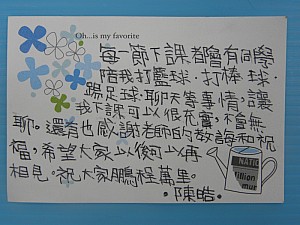 Oh...is my favorite
每一節下課都會有同學
陪我打籃球.打棒球.
踢足球.聊天等等事情.讓
我下課可以很充實,不會無
聊。還有也感謝老師的教誨和祝
福,希望大家以後可以再
相見。祝大家鵬程萬里。
·陳皓·
NATIC
illion
mur